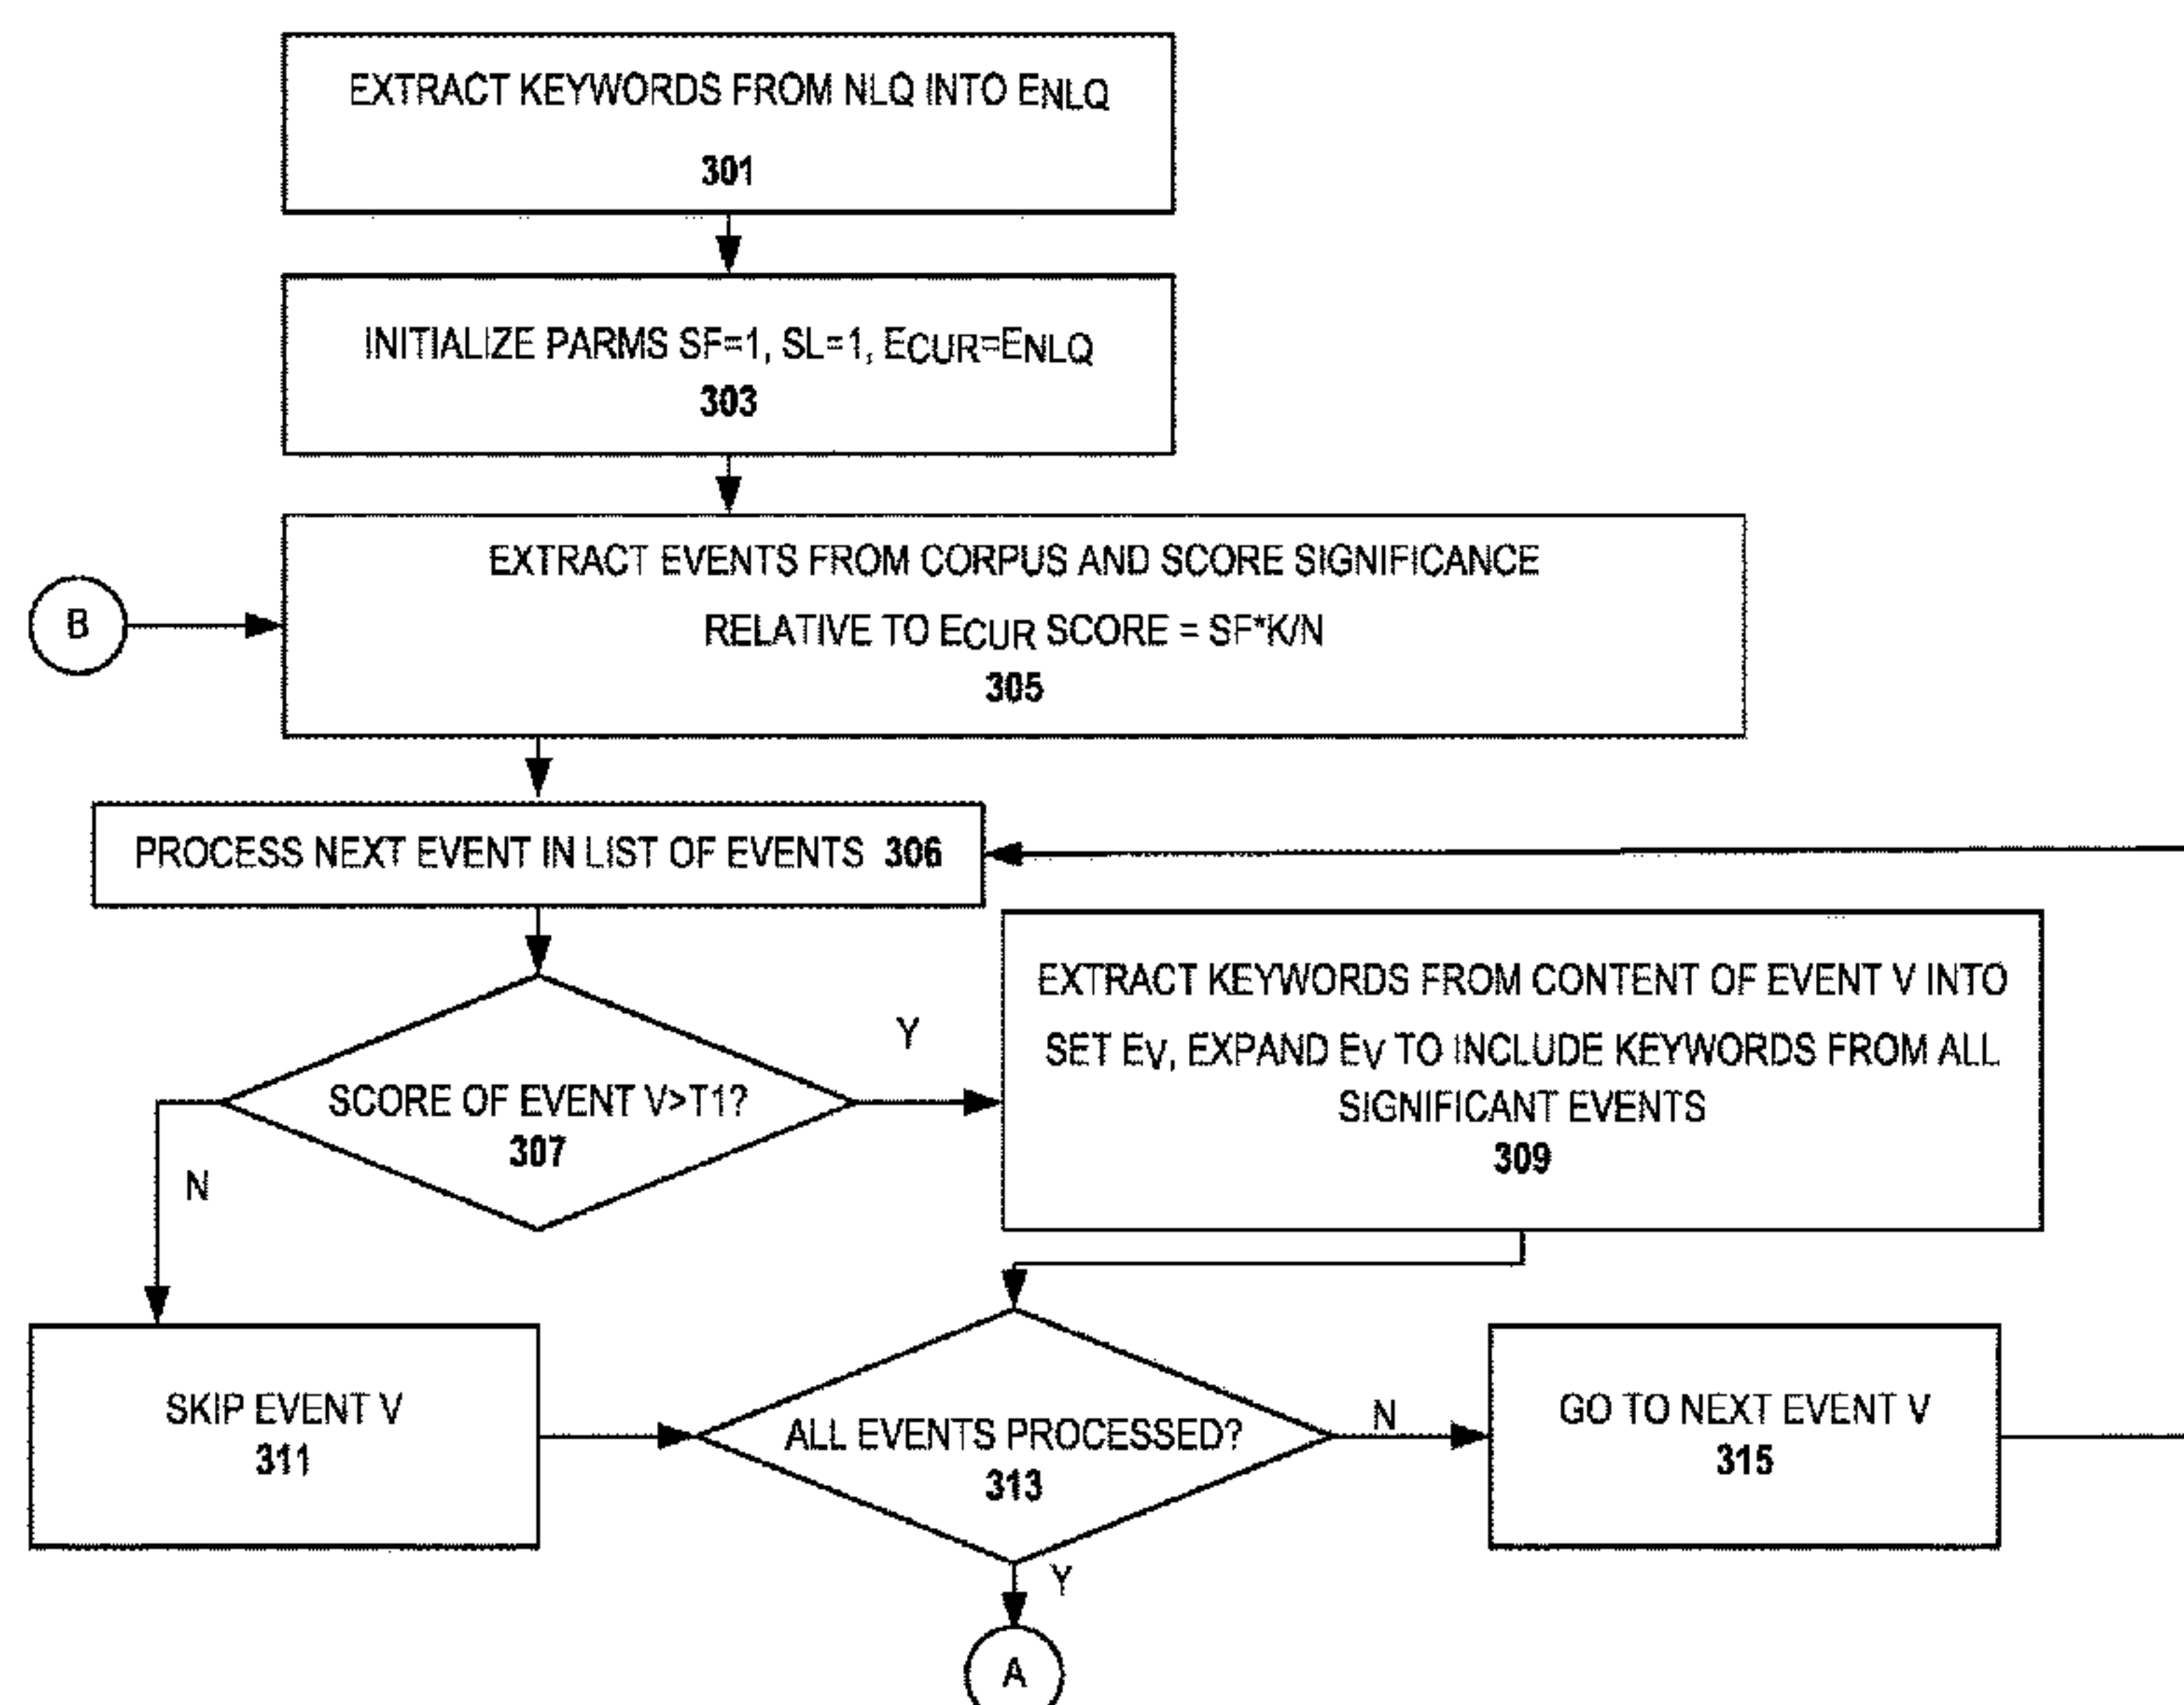 EXTRACT KEYWORDS FROM NLQ INTO ENLQ
301
INITIALIZE PARMS SF=1, SL=1, ECUR=ENLQ
303
EXTRACT EVENTS FROM CORPUS AND SCORE SIGNIFICANCE
RELATIVE TO ECUR SCORE = SF*K/N
305
B
PROCESS NEXT EVENT IN LIST OF EVENTS 306
SCORE OF EVENT V>T1?
307
Y
N
EXTRACT KEYWORDS FROM CONTENT OF EVENT V INTO
SET EV, EXPAND EV TO INCLUDE KEYWORDS FROM ALL
SIGNIFICANT EVENTS
309
SKIP EVENT V
311
ALL EVENTS PROCESSED?
313
N
GO TO NEXT EVENT V
315
Y
A